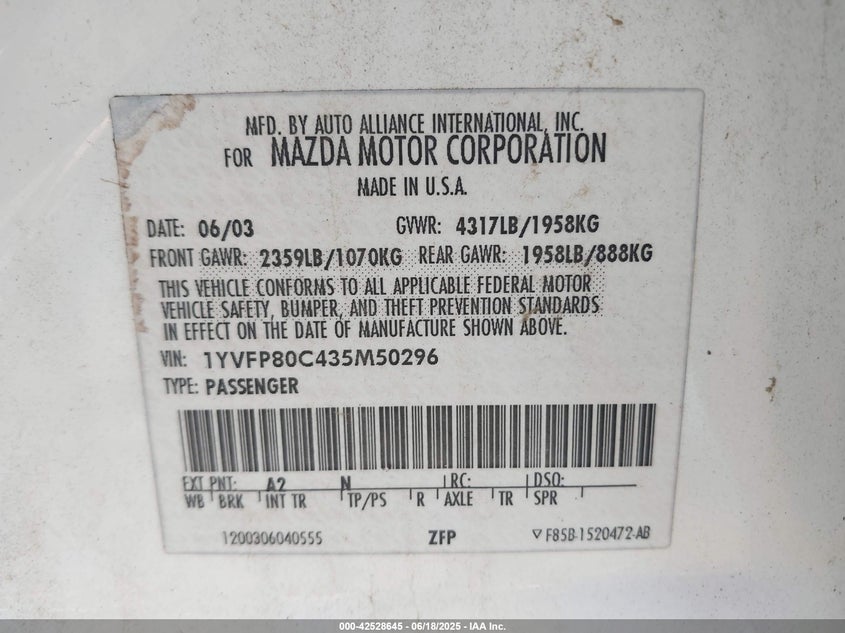 MFD. BY AUTO ALLIANCE INTERNATIONAL, INC.
FOR MAZDA MOTOR CORPORATION
MADE IN U.S.A.
DATE: 06/03 GVWR: 4317LB/1958KG
FRONT GAWR: 2359LB/1070KG REAR GAWR: 1958LB/888KG
THIS VEHICLE CONFORMS TO ALL APPLICABLE FEDERAL MOTOR
VEHICLE SAFETY, BUMPER, AND THEFT PREVENTION STANDARDS
IN EFFECT ON THE DATE OF MANUFACTURE SHOWN ABOVE.
VIN: 1YVFP80C435M50296
TYPE: PASSENGER
EXT PNT: A2 N RC: DSO:
WB BRK INT TR TP/PS R AXLE TR SPR
1200306040555 ZFP ▽ F85B-1520472-AB
000-42528645 / 06/18/2025 - IAA Inc.